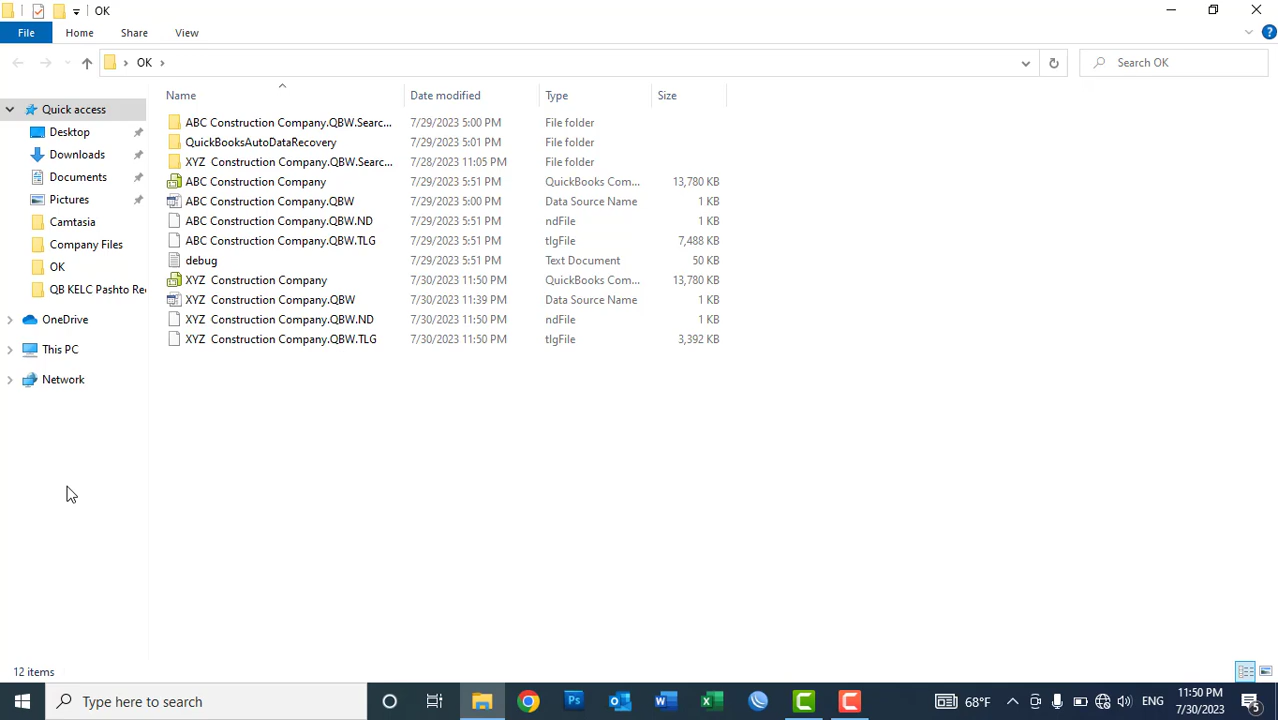 OK
File Home Share View
OK
Search OK
Name Date modified Type Size
Quick access
Desktop
Downloads
Documents
Pictures
Camtasia
Company Files
OK
QB KELC Pashto Re
OneDrive
This PC
Network
ABC Construction Company.QBW.Searc... 7/29/2023 5:00 PM File folder
QuickBooksAutoDataRecovery 7/29/2023 5:01 PM File folder
XYZ Construction Company.QBW.Searc... 7/28/2023 11:05 PM File folder
ABC Construction Company 7/29/2023 5:51 PM QuickBooks Com... 13,780 KB
ABC Construction Company.QBW 7/29/2023 5:00 PM Data Source Name 1 KB
ABC Construction Company.QBW.ND 7/29/2023 5:51 PM ndFile 1 KB
ABC Construction Company.QBW.TLG 7/29/2023 5:51 PM tlgFile 7,488 KB
debug 7/29/2023 5:51 PM Text Document 50 KB
XYZ Construction Company 7/30/2023 11:50 PM QuickBooks Com... 13,780 KB
XYZ Construction Company.QBW 7/30/2023 11:39 PM Data Source Name 1 KB
XYZ Construction Company.QBW.ND 7/30/2023 11:50 PM ndFile 1 KB
XYZ Construction Company.QBW.TLG 7/30/2023 11:50 PM tlgFile 3,392 KB
12 items
Type here to search
Ps
68°F
ENG
11:50 PM
7/30/2023
5